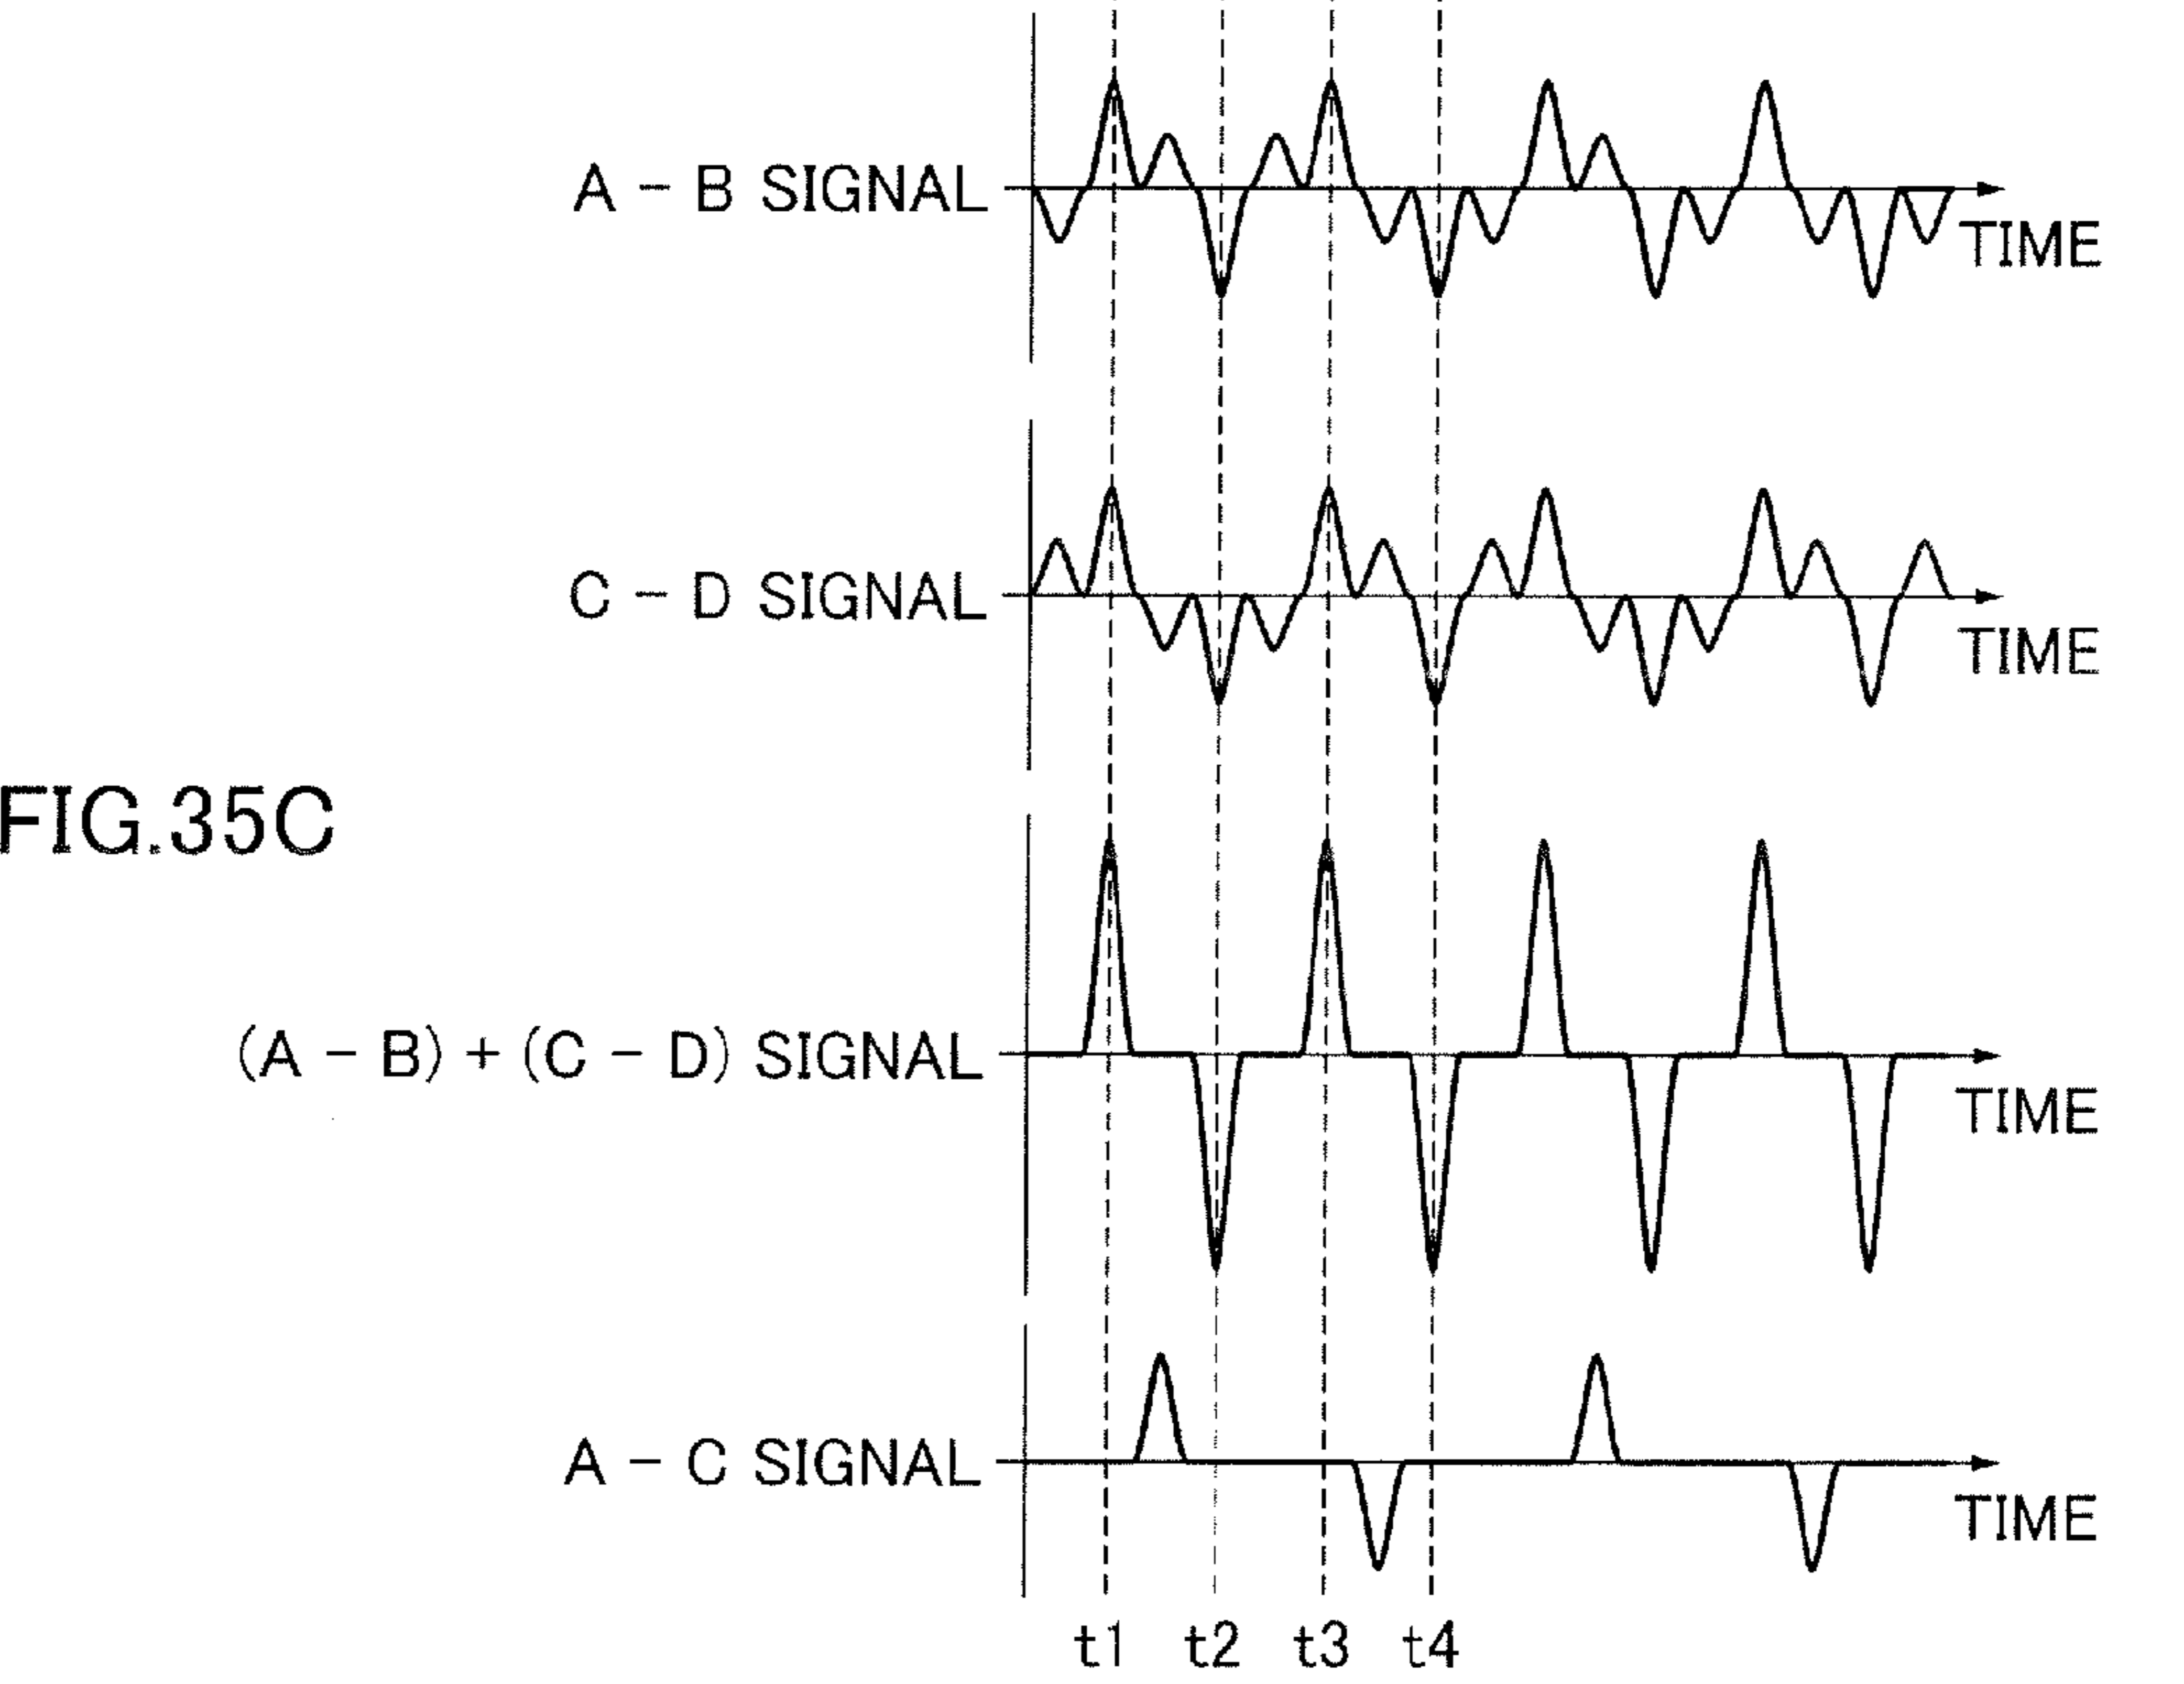 A − B SIGNAL
TIME
C − D SIGNAL
TIME
FIG.35C
(A − B) + (C − D) SIGNAL
TIME
A − C SIGNAL
TIME
t1 t2 t3 t4